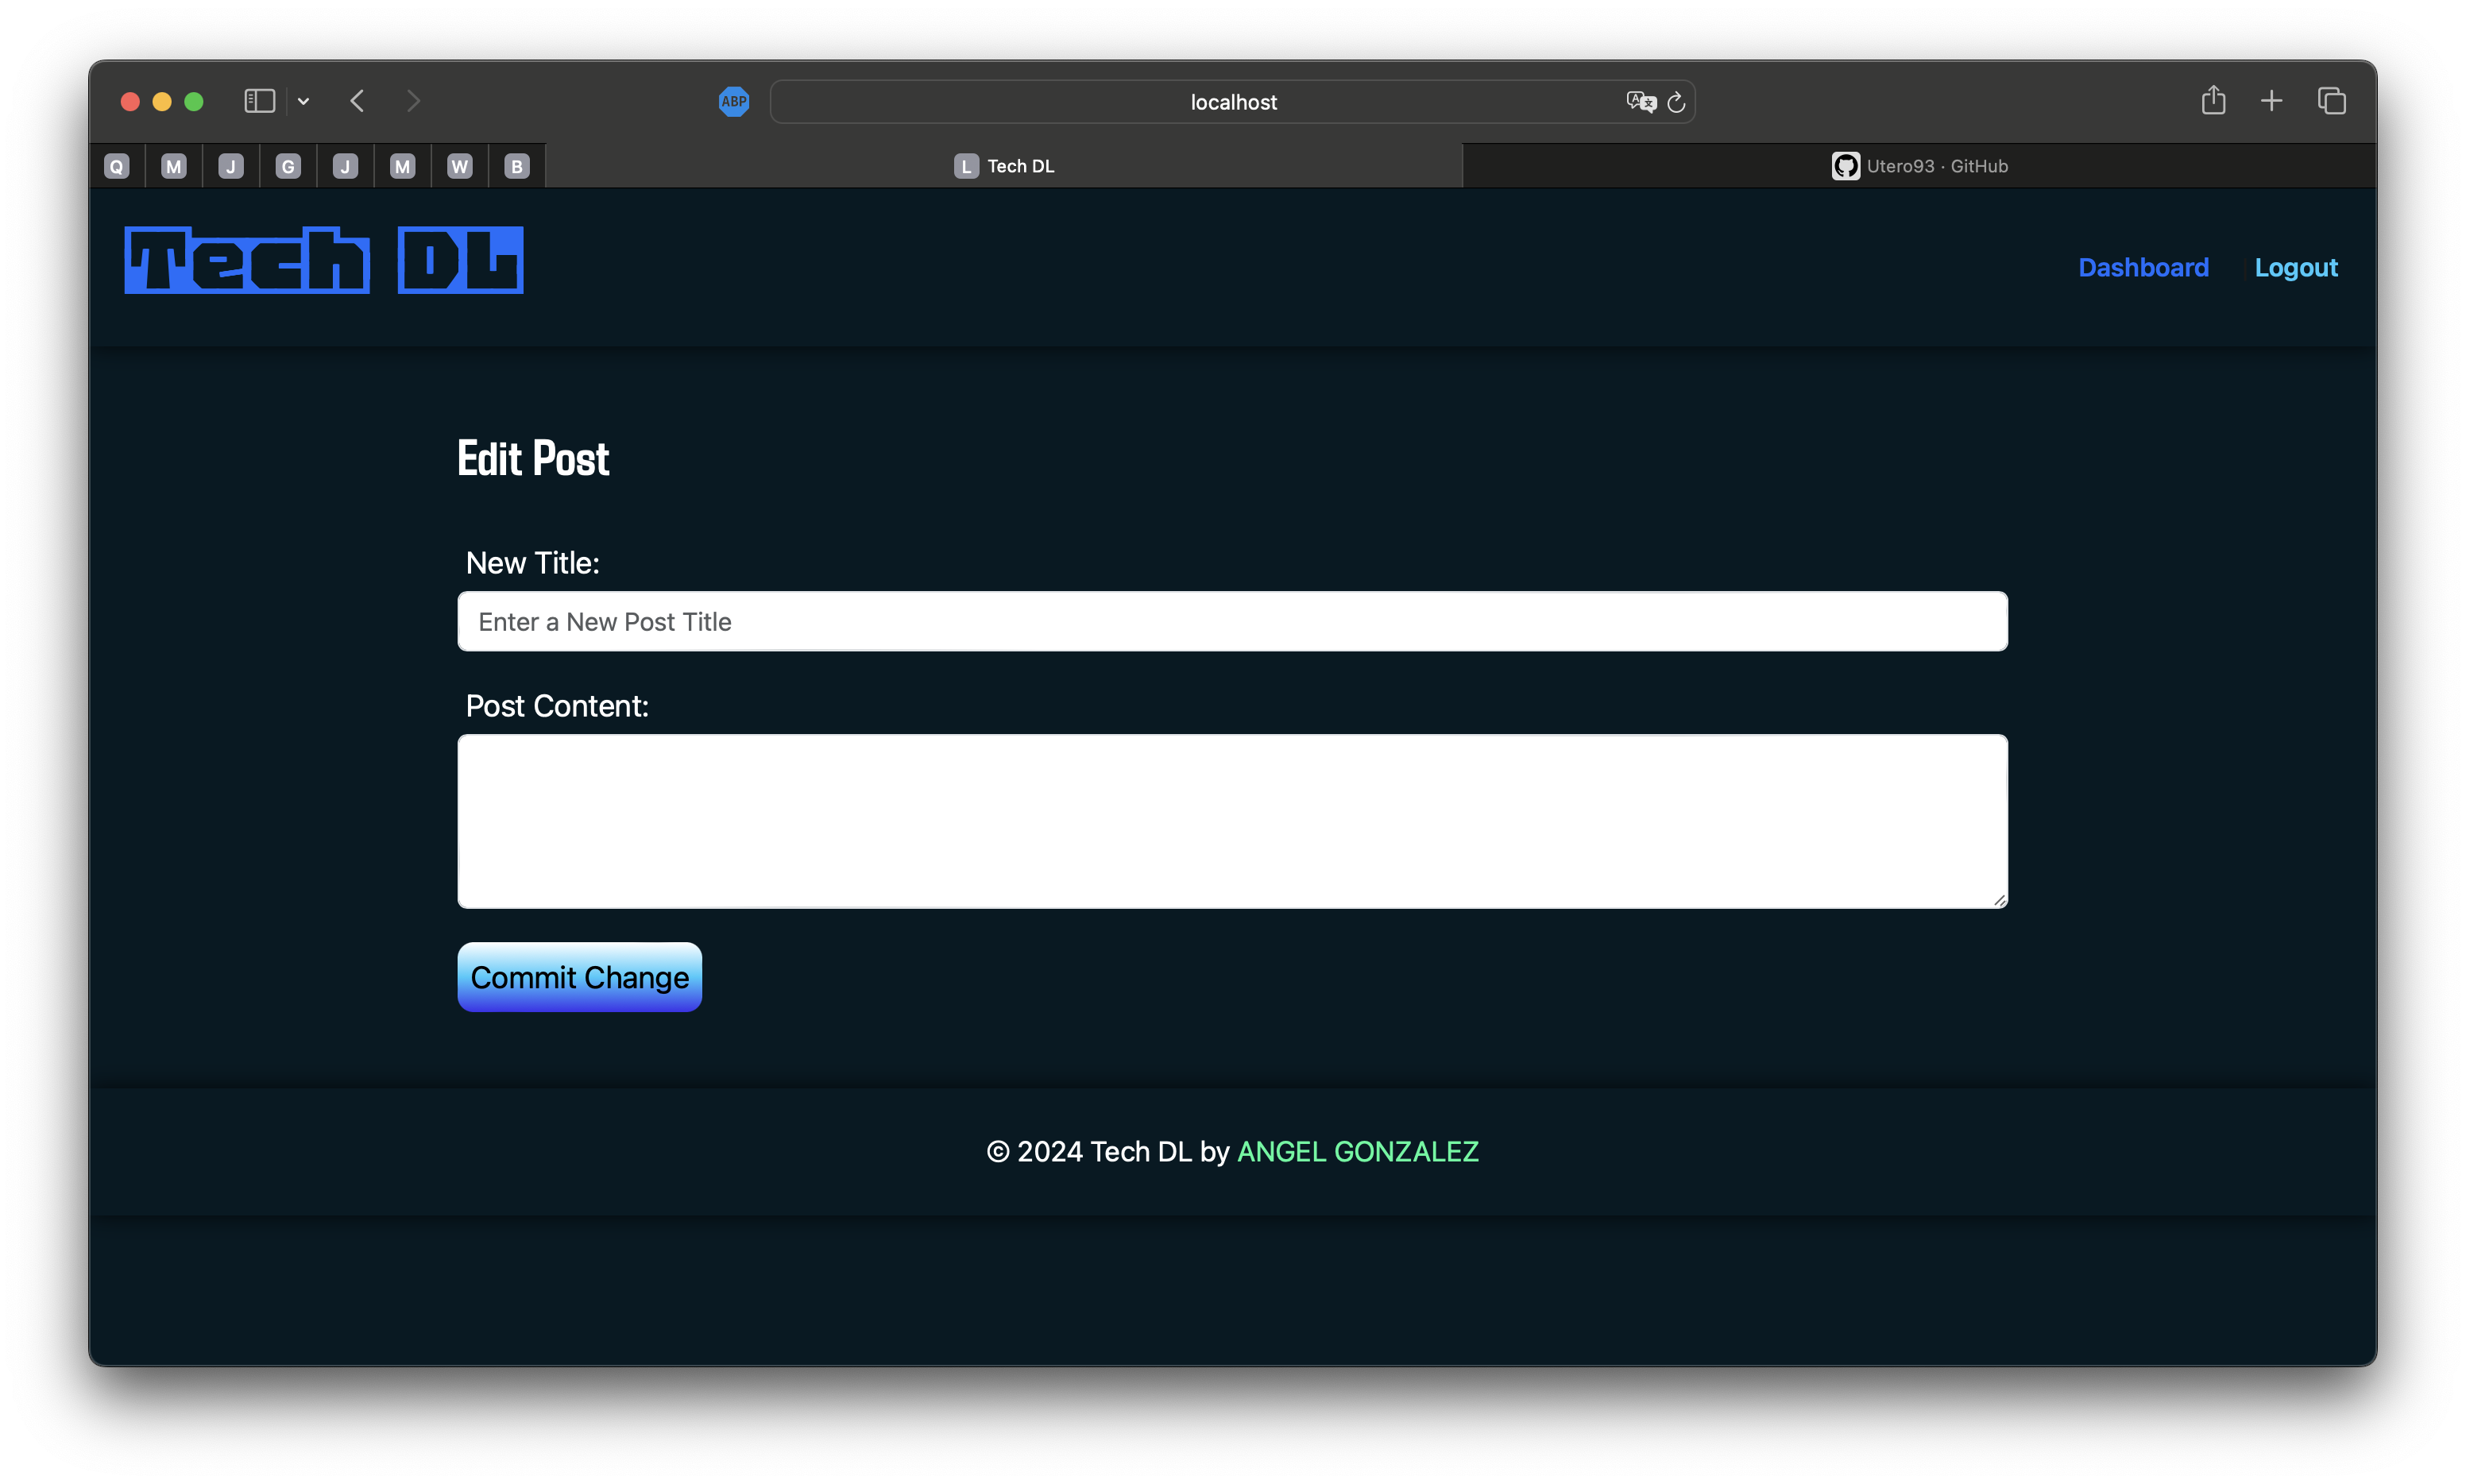 ABP
localhost
Q M J G J M W B L Tech DL Utero93 · GitHub
Tech DL
Dashboard Logout
Edit Post
New Title:
Enter a New Post Title
Post Content:
Commit Change
© 2024 Tech DL by ANGEL GONZALEZ